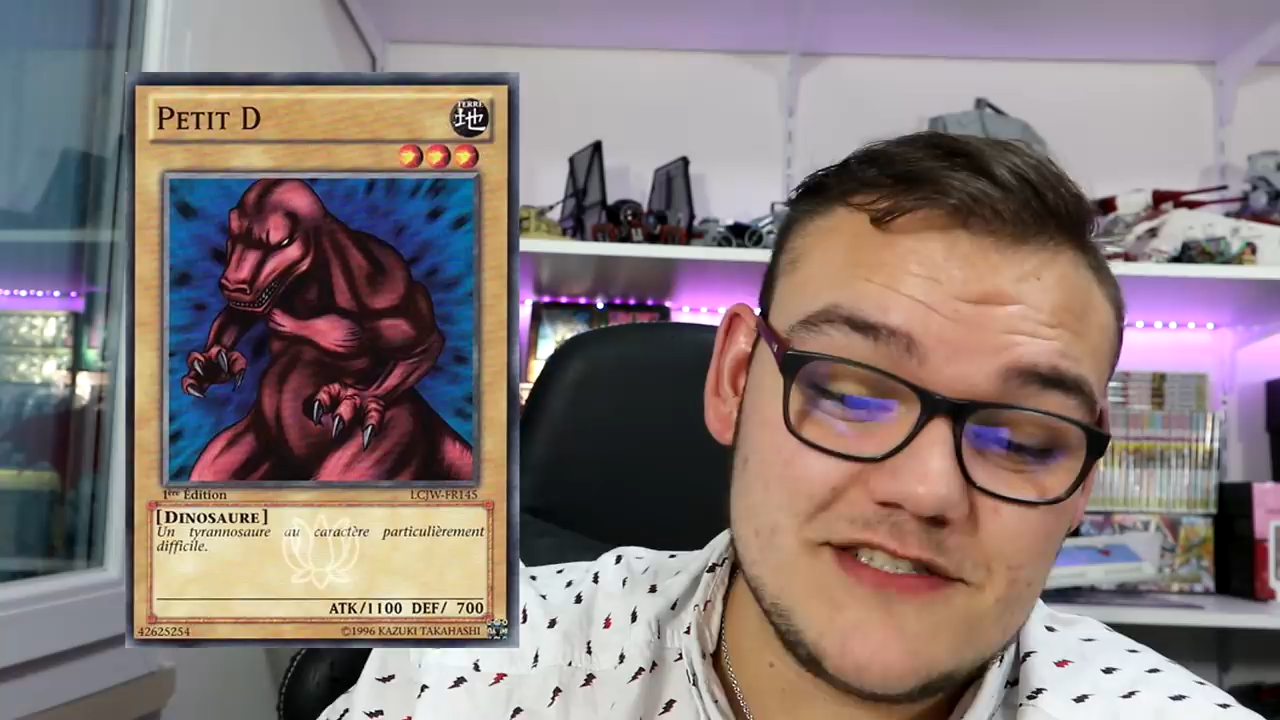 PETIT D
TERRE
地
1ère Édition
LCJW-FR145
[DINOSAURE]
Un tyrannosaure au caractère particulièrement
difficile.
ATK/1100 DEF/ 700
42625254
©1996 KAZUKI TAKAHASHI